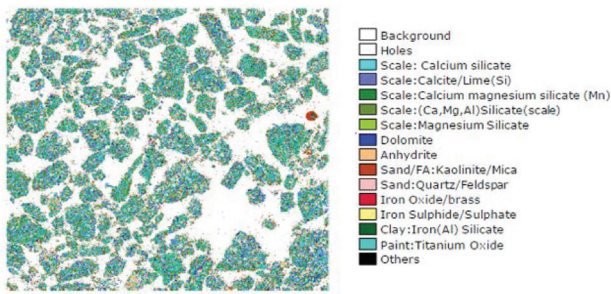 Background
Holes
Scale: Calcium silicate
Scale:Calcite/Lime(Si)
Scale:Calcium magnesium silicate (Mn)
Scale:(Ca,Mg,Al)Silicate(scale)
Scale:Magnesium Silicate
Dolomite
Anhydrite
Sand/FA:Kaolinite/Mica
Sand:Quartz/Feldspar
Iron Oxide/brass
Iron Sulphide/Sulphate
Clay:Iron(Al) Silicate
Paint:Titanium Oxide
Others